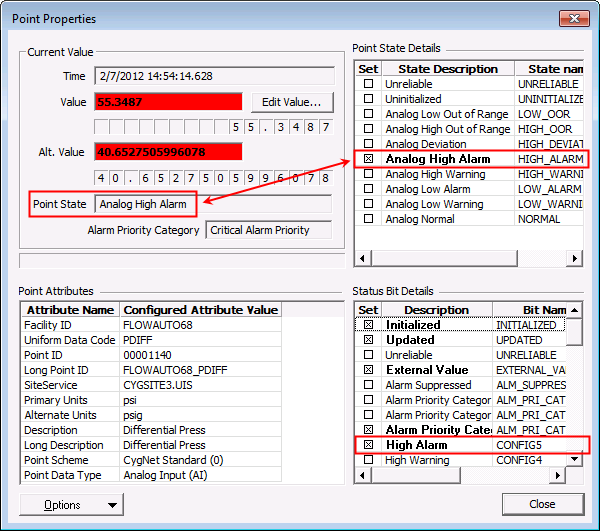 Point Properties
Current Value
Time 2/7/2012 14:54:14.628
Value 55.3487 Edit Value...
5 5 . 3 4 8 7
Alt. Value 40.6527505996078
4 0 . 6 5 2 7 5 0 5 9 9 6 0 7 8
Point State Analog High Alarm
Alarm Priority Category Critical Alarm Priority
Point State Details
Set State Description State nam
Unreliable UNRELIABLE
Uninitialized UNINITIALIZE
Analog Low Out of Range LOW_OOR
Analog High Out of Range HIGH_OOR
Analog Deviation HIGH_DEVIAT
Analog High Alarm HIGH_ALARM
Analog High Warning HIGH_WARNI
Analog Low Alarm LOW_ALARM
Analog Low Warning LOW_WARNIN
Analog Normal NORMAL
Point Attributes
Attribute Name Configured Attribute Value
Facility ID FLOWAUTO68
Uniform Data Code PDIFF
Point ID 00001140
Long Point ID FLOWAUTO68_PDIFF
SiteService CYGSITE3.UIS
Primary Units psi
Alternate Units psig
Description Differential Press
Long Description Differential Press
Point Scheme CygNet Standard (0)
Point Data Type Analog Input (AI)
Status Bit Details
Set Description Bit Nam
Initialized INITIALIZED
Updated UPDATED
Unreliable UNRELIABLE
External Value EXTERNAL_VA
Alarm Suppressed ALM_SUPPRES
Alarm Priority Categor ALM_PRI_CAT
Alarm Priority Categor ALM_PRI_CAT
Alarm Priority Cate ALM_PRI_CAT
High Alarm CONFIG5
High Warning CONFIG4
Options
Close